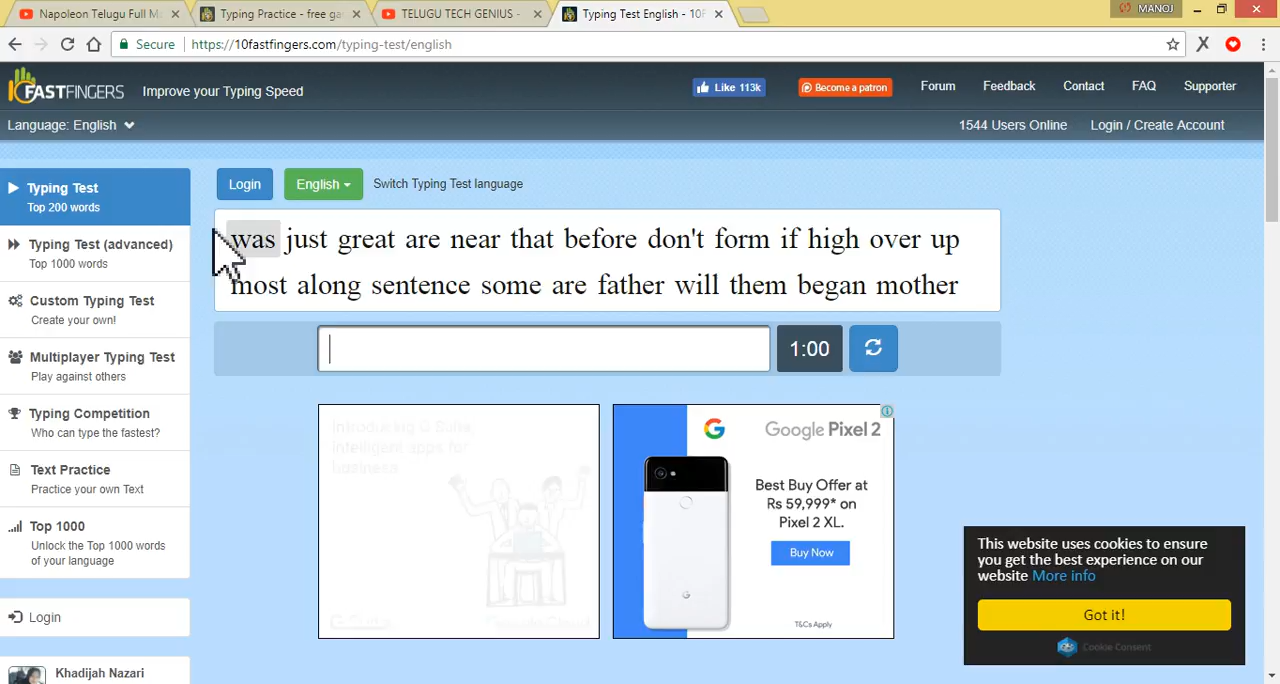 Napoleon Telugu Full M
Typing Practice - free ga
TELUGU TECH GENIUS -
Typing Test English - 10F
MANOJ
Secure
https://10fastfingers.com/typing-test/english
10 FASTFINGERS
Improve your Typing Speed
Like 113k
Become a patron
Forum
Feedback
Contact
FAQ
Supporter
Language: English
1544 Users Online
Login / Create Account
Typing Test
Top 200 words
Typing Test (advanced)
Top 1000 words
Custom Typing Test
Create your own!
Multiplayer Typing Test
Play against others
Typing Competition
Who can type the fastest?
Text Practice
Practice your own Text
Top 1000
Unlock the Top 1000 words
of your language
Login
Khadijah Nazari
Login
English
Switch Typing Test language
was just great are near that before don't form if high over up
most along sentence some are father will them began mother
1:00
Introducing G Suite,
intelligent apps for
business
G Suite
Google Pixel 2
Best Buy Offer at
Rs 59,999* on
Pixel 2 XL.
Buy Now
T&Cs Apply
This website uses cookies to ensure
you get the best experience on our
website More info
Got it!
Cookie Consent